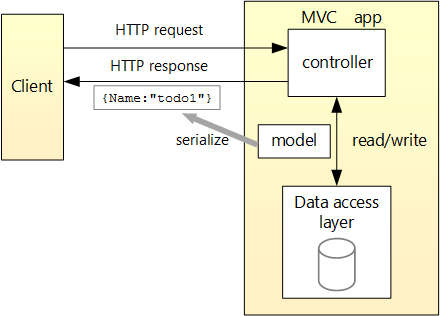 MVC app
HTTP request
controller
HTTP response
Client
{Name:"todo1"}
serialize
model
read/write
Data access
layer